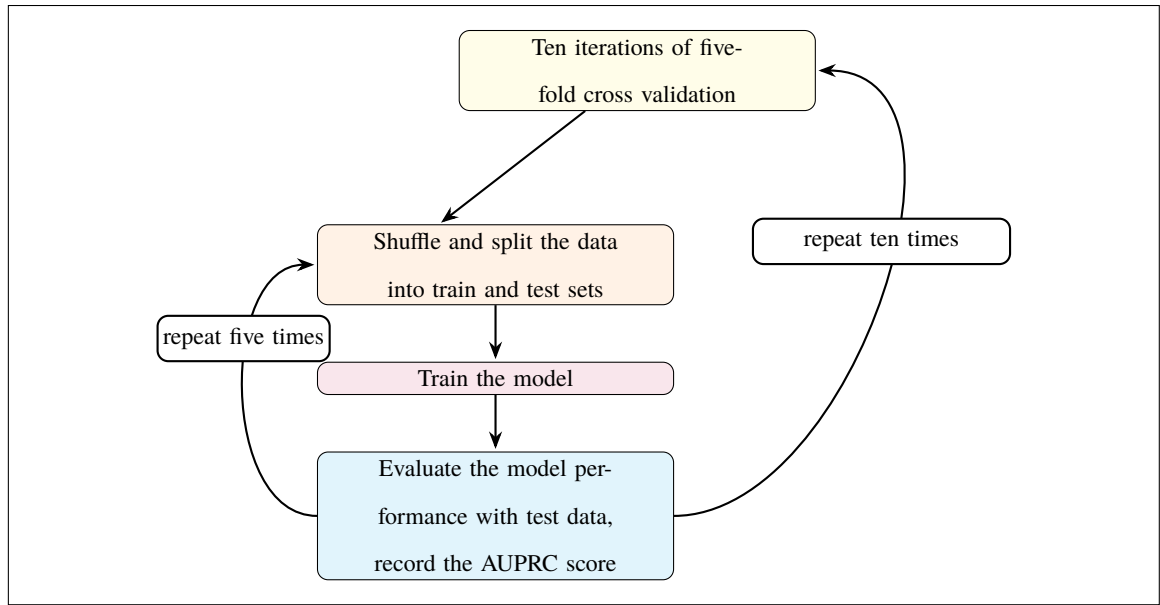 Ten iterations of five-
fold cross validation
Shuffle and split the data
into train and test sets
repeat ten times
repeat five times
Train the model
Evaluate the model per-
formance with test data,
record the AUPRC score